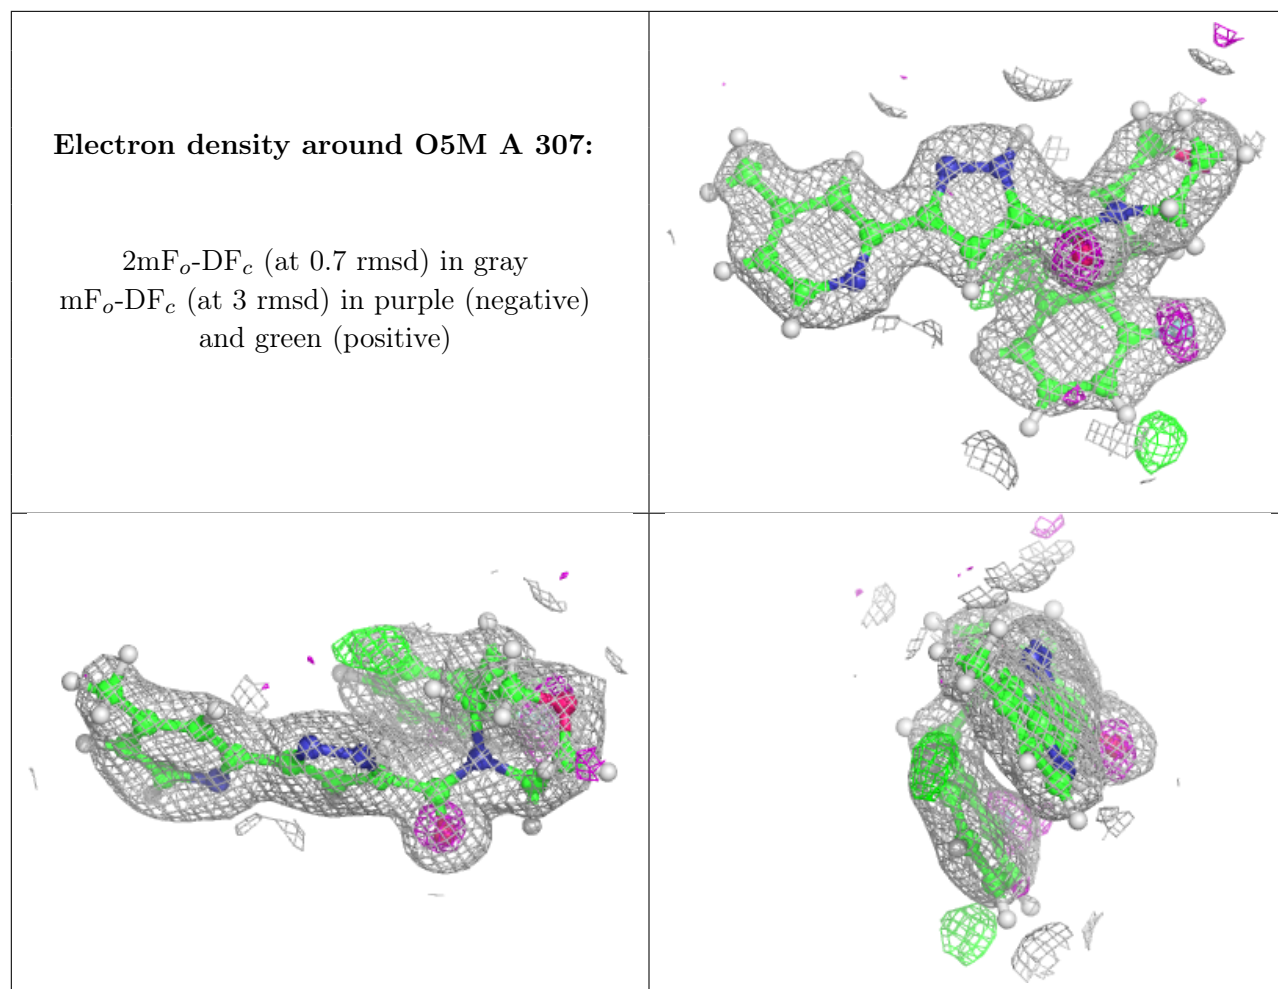 Electron density around O5M A 307:
2mFo-DFc (at 0.7 rmsd) in gray
mFo-DFc (at 3 rmsd) in purple (negative)
and green (positive)